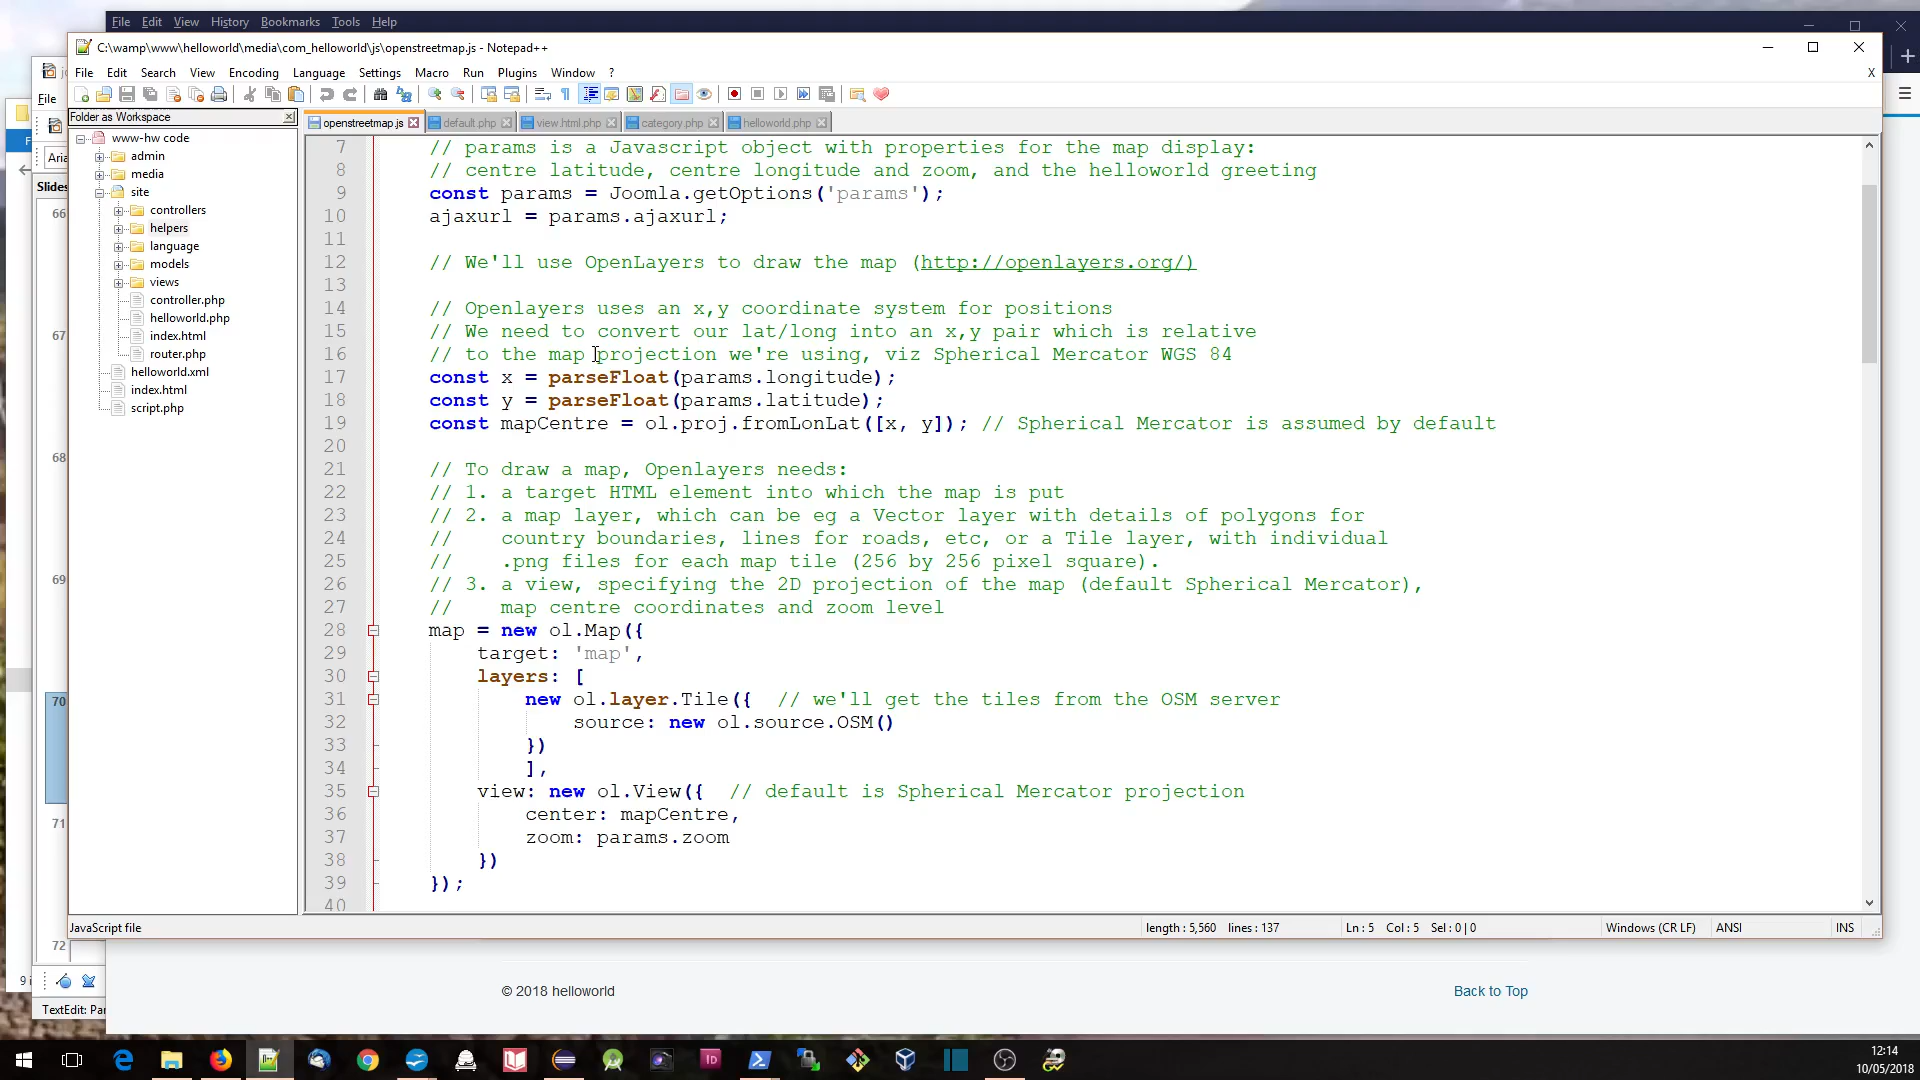 File Edit View History Bookmarks Tools Help
C:\wamp\www\helloworld\media\com_helloworld\js\openstreetmap.js - Notepad++
File Edit Search View Encoding Language Settings Macro Run Plugins Window ? X
File
Folder as Workspace
openstreetmap.js default.php view.html.php category.php helloworld.php
Aria
Slides
www-hw code
admin
media
site
controllers
helpers
language
models
views
controller.php
helloworld.php
index.html
router.php
helloworld.xml
index.html
script.php
66
67
68
69
70
71
72
7 // params is a Javascript object with properties for the map display:
8 // centre latitude, centre longitude and zoom, and the helloworld greeting
9 const params = Joomla.getOptions('params');
10 ajaxurl = params.ajaxurl;
11
12 // We'll use OpenLayers to draw the map (http://openlayers.org/)
13
14 // Openlayers uses an x,y coordinate system for positions
15 // We need to convert our lat/long into an x,y pair which is relative
16 // to the map projection we're using, viz Spherical Mercator WGS 84
17 const x = parseFloat(params.longitude);
18 const y = parseFloat(params.latitude);
19 const mapCentre = ol.proj.fromLonLat([x, y]); // Spherical Mercator is assumed by default
20
21 // To draw a map, Openlayers needs:
22 // 1. a target HTML element into which the map is put
23 // 2. a map layer, which can be eg a Vector layer with details of polygons for
24 // country boundaries, lines for roads, etc, or a Tile layer, with individual
25 // .png files for each map tile (256 by 256 pixel square).
26 // 3. a view, specifying the 2D projection of the map (default Spherical Mercator),
27 // map centre coordinates and zoom level
28 map = new ol.Map({
29 target: 'map',
30 layers: [
31 new ol.layer.Tile({ // we'll get the tiles from the OSM server
32 source: new ol.source.OSM()
33 })
34 ],
35 view: new ol.View({ // default is Spherical Mercator projection
36 center: mapCentre,
37 zoom: params.zoom
38 })
39 });
40
JavaScript file length : 5,560 lines : 137 Ln : 5 Col : 5 Sel : 0 | 0 Windows (CR LF) ANSI INS
9 i
TextEdit: Par
© 2018 helloworld Back to Top
12:14
10/05/2018